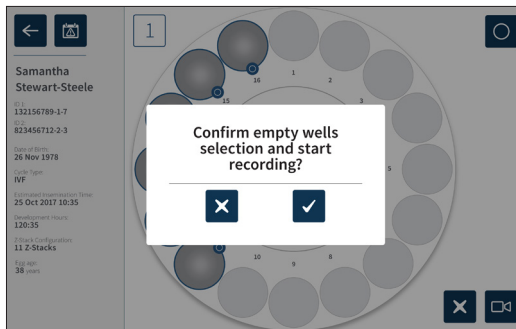 1
Samantha
Stewart-Steele
ID 1:
132156789-1-7
ID 2:
823456712-2-3
Date of Birth:
26 Nov 1978
Cycle Type:
IVF
Estimated Insemination Time:
25 Oct 2017 10:35
Development Hours:
120:35
Z-Stack Configuration:
11 Z-Stacks
Egg age:
38 years
16
1
2
15
3
Confirm empty wells
selection and start
recording?
5
10
9
8